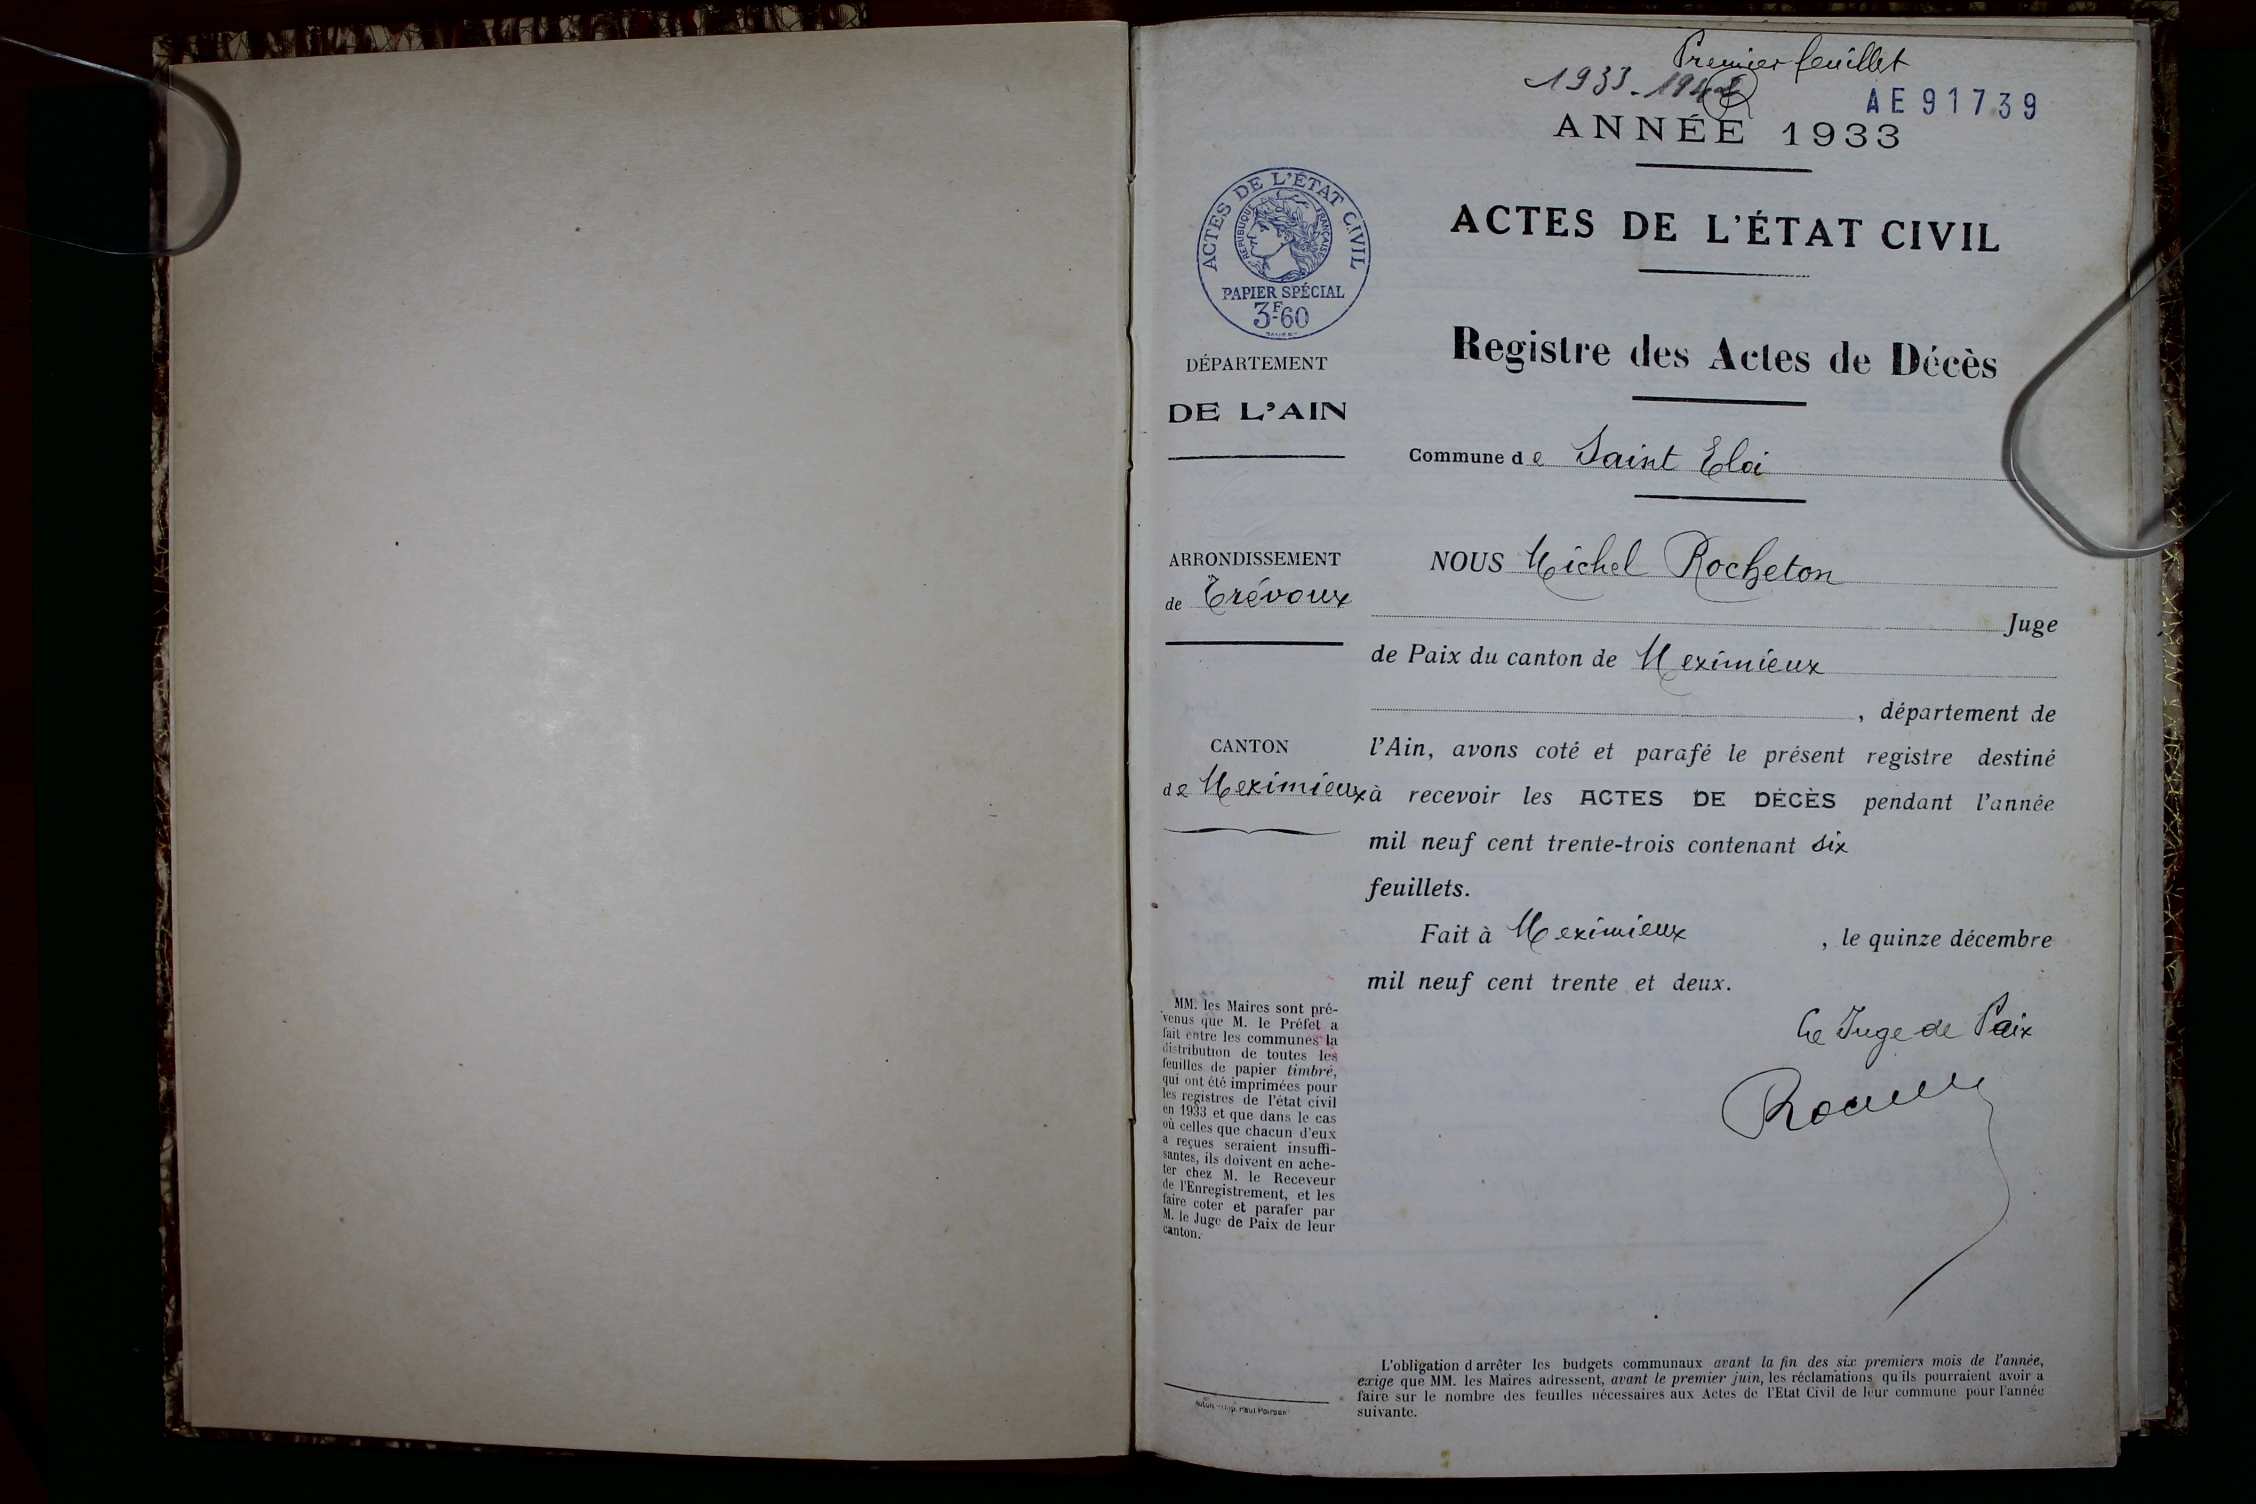 Premier feuillet
1933-1942
AE 91739
ANNÉE 1933
ACTES DE L'ÉTAT CIVIL
RÉPUBLIQUE FRANÇAISE
PAPIER SPÉCIAL
3F.60
ACTES DE L'ÉTAT CIVIL
DÉPARTEMENT
DE L'AIN
Registre des Actes de Décès
Commune de Saint Eloi
ARRONDISSEMENT
de Trévoux
NOUS Michel Rocheton
Juge
de Paix du canton de Meximieux
, département de
CANTON
de Meximieux
l'Ain, avons coté et parafé le présent registre destiné
à recevoir les ACTES DE DÉCÈS pendant l'année
mil neuf cent trente-trois contenant six
feuillets.
Fait à Meximieux , le quinze décembre
mil neuf cent trente et deux.
Le Juge de Paix
MM. les Maires sont pré-
venus que M. le Préfet a
fait entre les communes la
distribution de toutes les
feuilles de papier timbré,
qui ont été imprimées pour
les registres de l'état civil
en 1933 et que dans le cas
où celles que chacun d'eux
a reçues seraient insuffi-
santes, ils doivent en ache-
ter chez M. le Receveur
de l'Enregistrement, et les
faire coter et parafer par
M. le Juge de Paix de leur
canton.
L'obligation d arrêter les budgets communaux avant la fin des six premiers mois de l'année,
exige que MM. les Maires adressent, avant le premier juin, les réclamations qu'ils pourraient avoir a
faire sur le nombre des feuilles nécessaires aux Actes de l'Etat Civil de leur commune pour l'année
suivante.
Imp. Paul Poirson